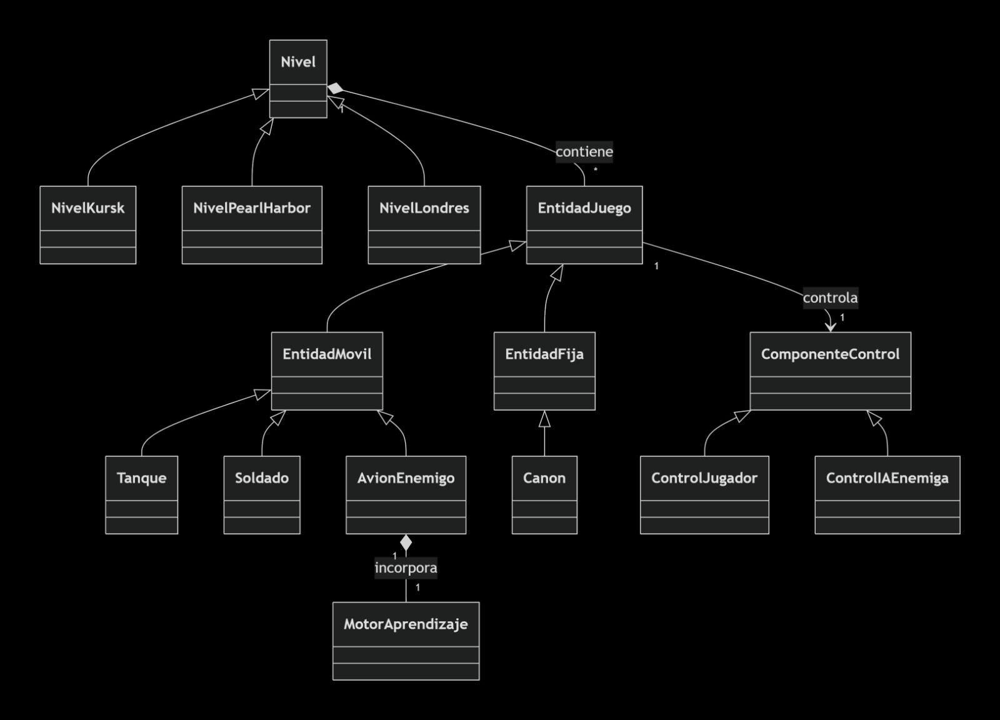 Nivel
1
contiene
*
NivelKursk
NivelPearlHarbor
NivelLondres
EntidadJuego
1
controla
1
EntidadMovil
EntidadFija
ComponenteControl
Tanque
Soldado
AvionEnemigo
Canon
ControlJugador
ControlIAEnemiga
1
incorpora
1
MotorAprendizaje